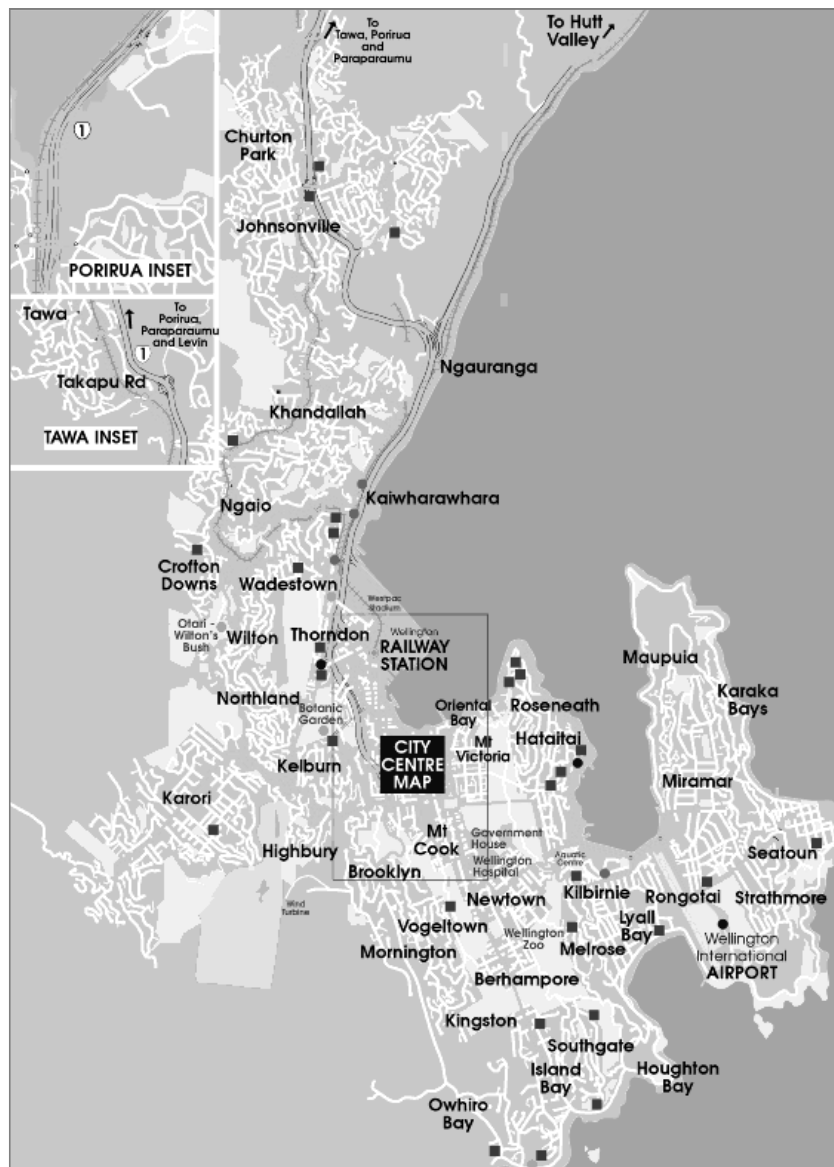 To
Tawa, Porirua
and
Paraparaumu
To Hutt
Valley
1
Churton
Park
Johnsonville
PORIRUA INSET
Tawa
To
Porirua,
Paraparaumu
and Levin
1
Takapu Rd
TAWA INSET
Ngauranga
Khandallah
Ngaio
Kaiwharawhara
Crofton
Downs
Wadestown
Westpac
Stadium
Otari -
Wilton's
Bush
Wilton
Thorndon
Wellington
RAILWAY
STATION
Maupuia
Karaka
Bays
Northland
Botanic
Garden
Oriental
Bay
Roseneath
Hataitai
Mt
Victoria
CITY
CENTRE
MAP
Kelburn
Miramar
Karori
Mt
Cook
Government
House
Highbury
Brooklyn
Wellington
Hospital
Aquatic
Centre
Seatoun
Kilbirnie
Rongotai
Strathmore
Wind
Turbine
Newtown
Vogeltown
Lyall
Bay
Wellington
Zoo
Melrose
Mornington
Wellington
International
AIRPORT
Berhampore
Kingston
Southgate
Island
Bay
Houghton
Bay
Owhiro
Bay